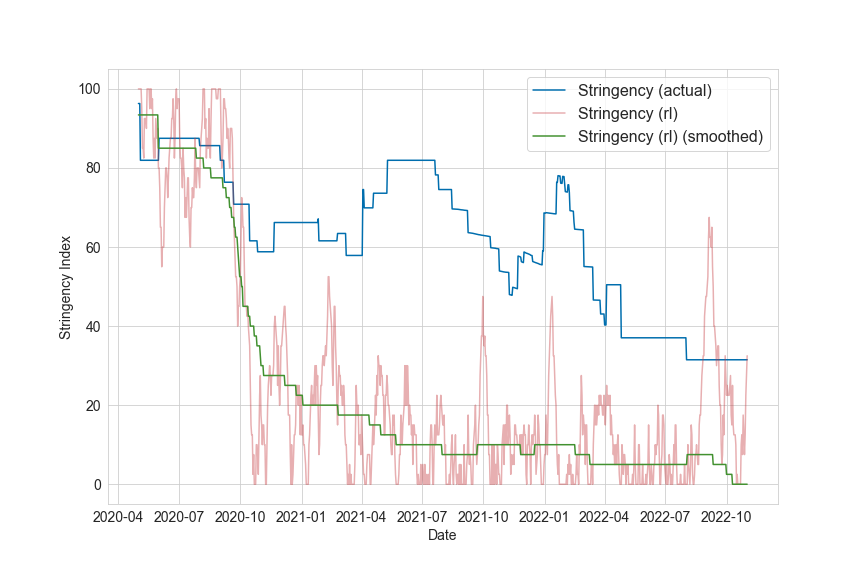 Stringency (actual)
Stringency (rl)
Stringency (rl) (smoothed)
Stringency Index
100
80
60
40
20
0
2020-04 2020-07 2020-10 2021-01 2021-04 2021-07 2021-10 2022-01 2022-04 2022-07 2022-10
Date